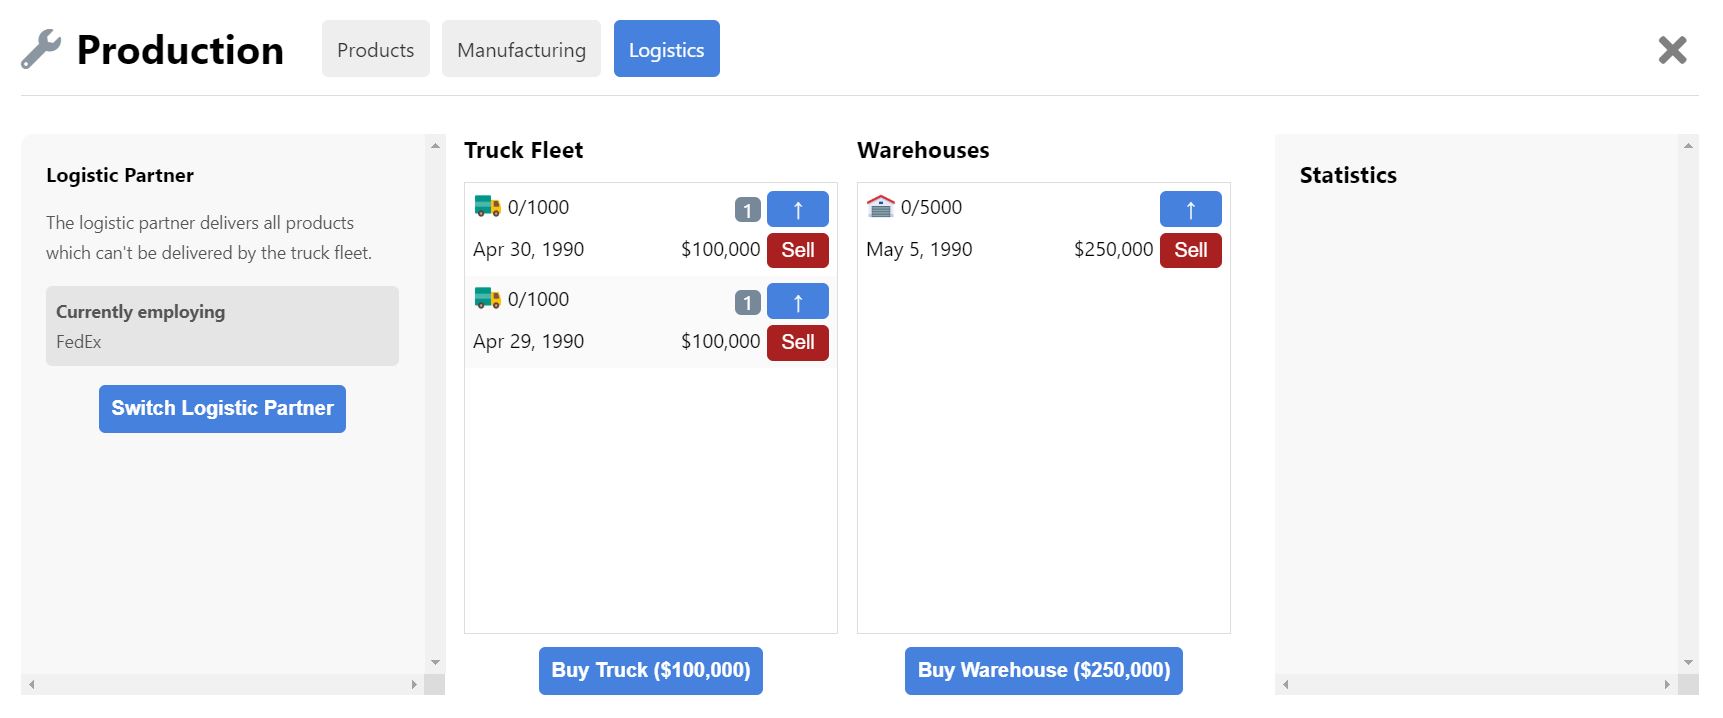 Production
Products
Manufacturing
Logistics
Logistic Partner
The logistic partner delivers all products
which can't be delivered by the truck fleet.
Currently employing
FedEx
Switch Logistic Partner
Truck Fleet
0/1000 1 ↑
Apr 30, 1990 $100,000 Sell
0/1000 1 ↑
Apr 29, 1990 $100,000 Sell
Buy Truck ($100,000)
Warehouses
0/5000 ↑
May 5, 1990 $250,000 Sell
Buy Warehouse ($250,000)
Statistics